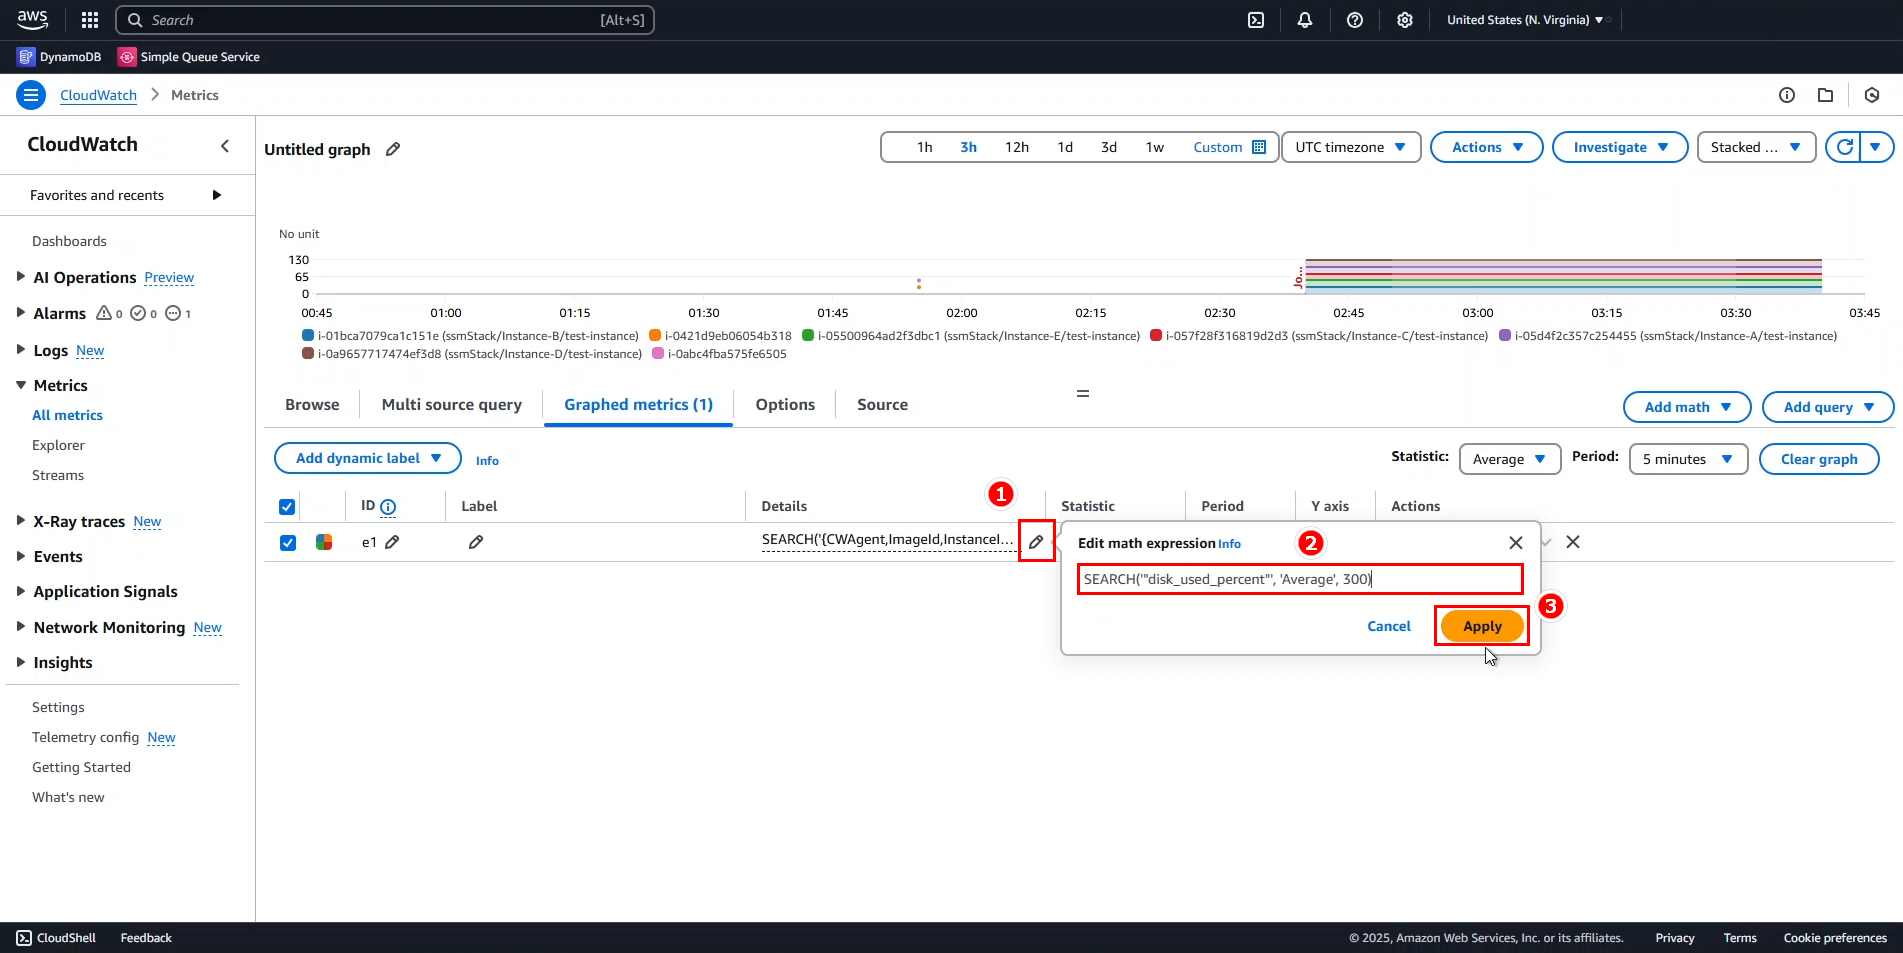 aws Search [Alt+S] United States (N. Virginia)
DynamoDB Simple Queue Service
CloudWatch Metrics
CloudWatch
Favorites and recents
Dashboards
AI Operations Preview
Alarms 0 0 1
Logs New
Metrics
All metrics
Explorer
Streams
X-Ray traces New
Events
Application Signals
Network Monitoring New
Insights
Settings
Telemetry config New
Getting Started
What's new
Untitled graph
1h 3h 12h 1d 3d 1w Custom UTC timezone Actions Investigate Stacked ...
No unit
130
65
0
Jo...
00:45 01:00 01:15 01:30 01:45 02:00 02:15 02:30 02:45 03:00 03:15 03:30 03:45
i-01bca7079ca1c151e (ssmStack/Instance-B/test-instance) i-0421d9eb06054b318 i-05500964ad2f3dbc1 (ssmStack/Instance-E/test-instance) i-057f28f316819d2d3 (ssmStack/Instance-C/test-instance) i-05d4f2c357c254455 (ssmStack/Instance-A/test-instance)
i-0a9657717474ef3d8 (ssmStack/Instance-D/test-instance) i-0abc4fba575fe6505
Browse Multi source query Graphed metrics (1) Options Source
Add math Add query
Add dynamic label Info
Statistic: Average Period: 5 minutes Clear graph
1
ID Label Details Statistic Period Y axis Actions
e1 SEARCH('{CWAgent,ImageId,InstanceI...
Edit math expression Info 2
SEARCH('"disk_used_percent"', 'Average', 300)
3
Cancel Apply
CloudShell Feedback © 2025, Amazon Web Services, Inc. or its affiliates. Privacy Terms Cookie preferences